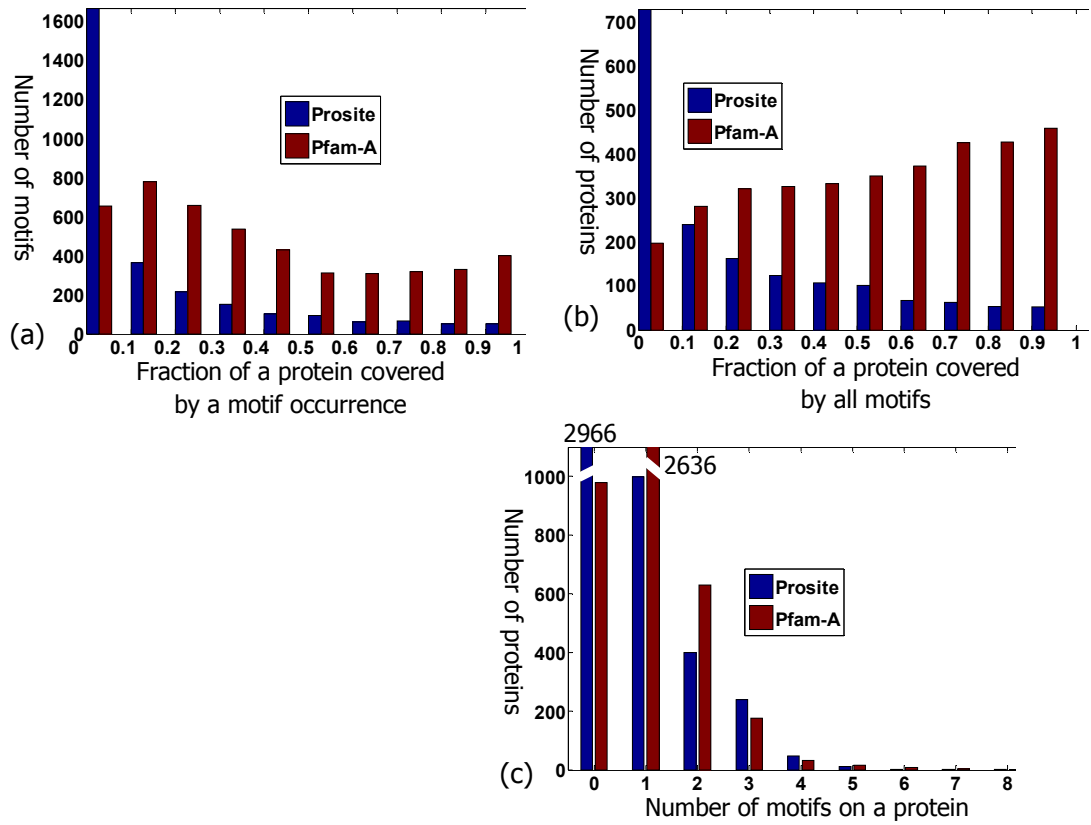 1600
1400
1200
1000
800
600
400
200
0
Number of motifs
Prosite
Pfam-A
(a)
0 0.1 0.2 0.3 0.4 0.5 0.6 0.7 0.8 0.9 1
Fraction of a protein covered
by a motif occurrence
700
600
500
400
300
200
100
0
Number of proteins
Prosite
Pfam-A
(b)
0 0.1 0.2 0.3 0.4 0.5 0.6 0.7 0.8 0.9 1
Fraction of a protein covered
by all motifs
2966
2636
1000
800
600
400
200
0
Number of proteins
Prosite
Pfam-A
(c)
0 1 2 3 4 5 6 7 8
Number of motifs on a protein